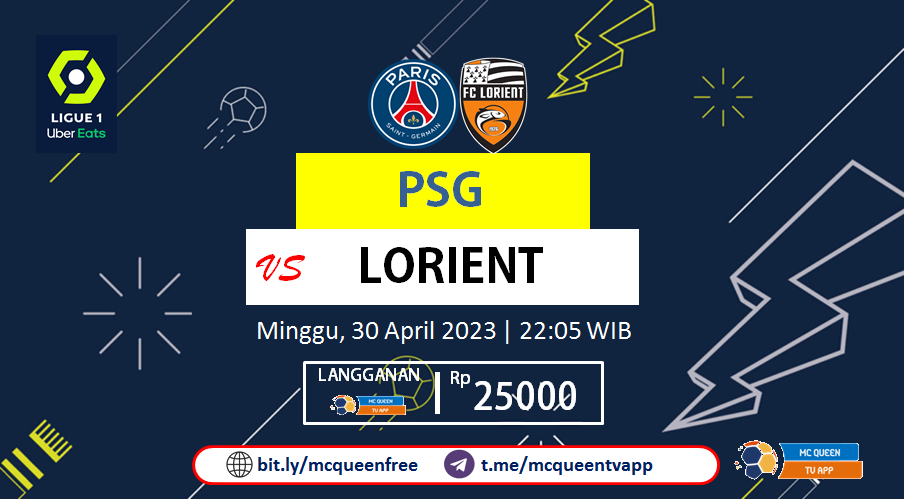 LIGUE 1
Uber Eats
PARIS
SAINT-GERMAIN
FC LORIENT
1926
PSG
VS LORIENT
Minggu, 30 April 2023 | 22:05 WIB
LANGGANAN
MC QUEEN
TV APP
Rp 25000
bit.ly/mcqueenfree
t.me/mcqueentvapp
MC QUEEN
TV APP